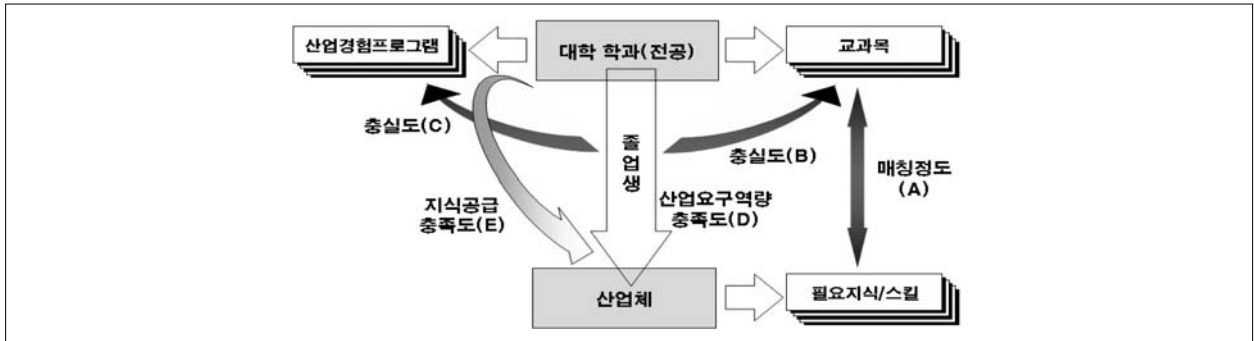 산업경험프로그램
대학 학과(전공)
교과목
충실도(C)
졸
업
생
충실도(B)
매칭정도
(A)
지식공급
충족도(E)
산업요구역량
충족도(D)
산업체
필요지식/스킬